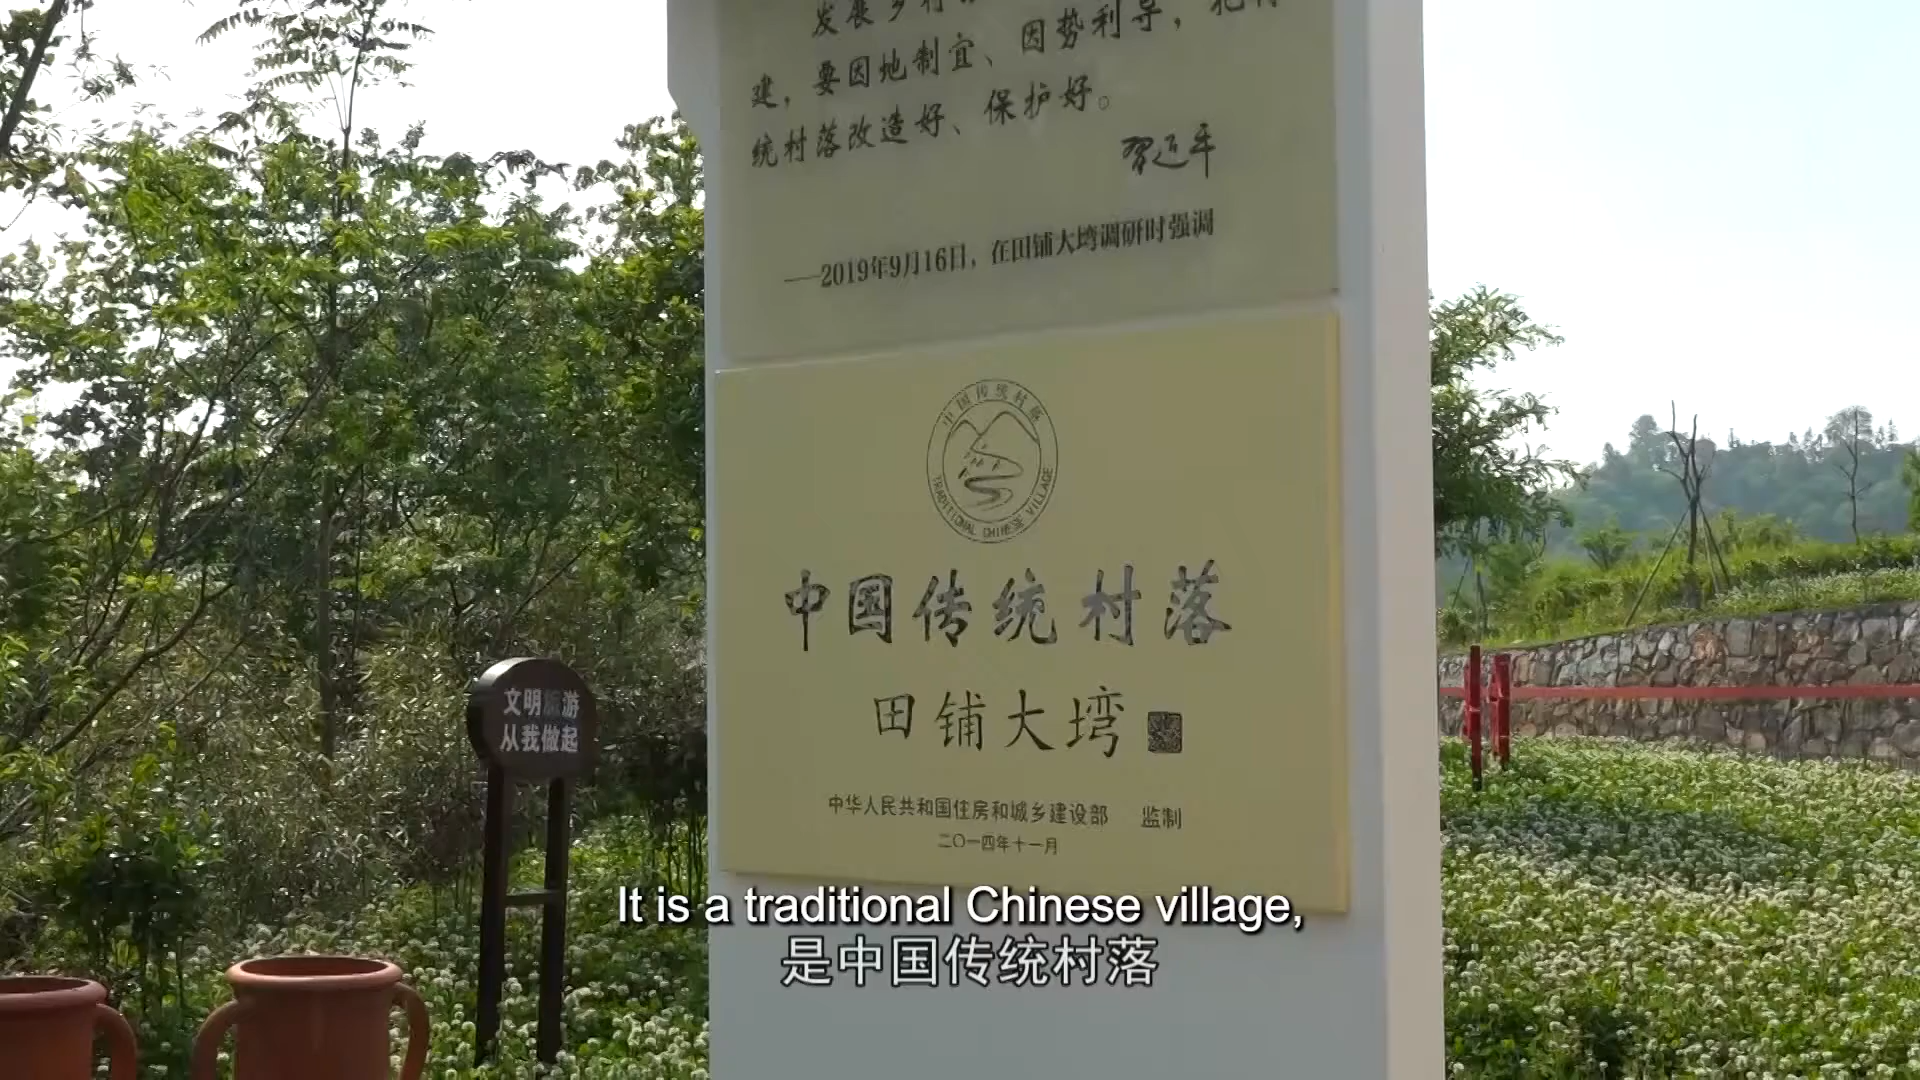 发展乡村
建，要因地制宜、因势利导，把传
统村落改造好、保护好。
习近平
——2019年9月16日，在田铺大塆调研时强调
中国传统村落
TRADITIONAL CHINESE VILLAGE
中国传统村落
田铺大塆
中华人民共和国住房和城乡建设部 监制
二〇一四年十一月
文明旅游
从我做起
It is a traditional Chinese village,
是中国传统村落